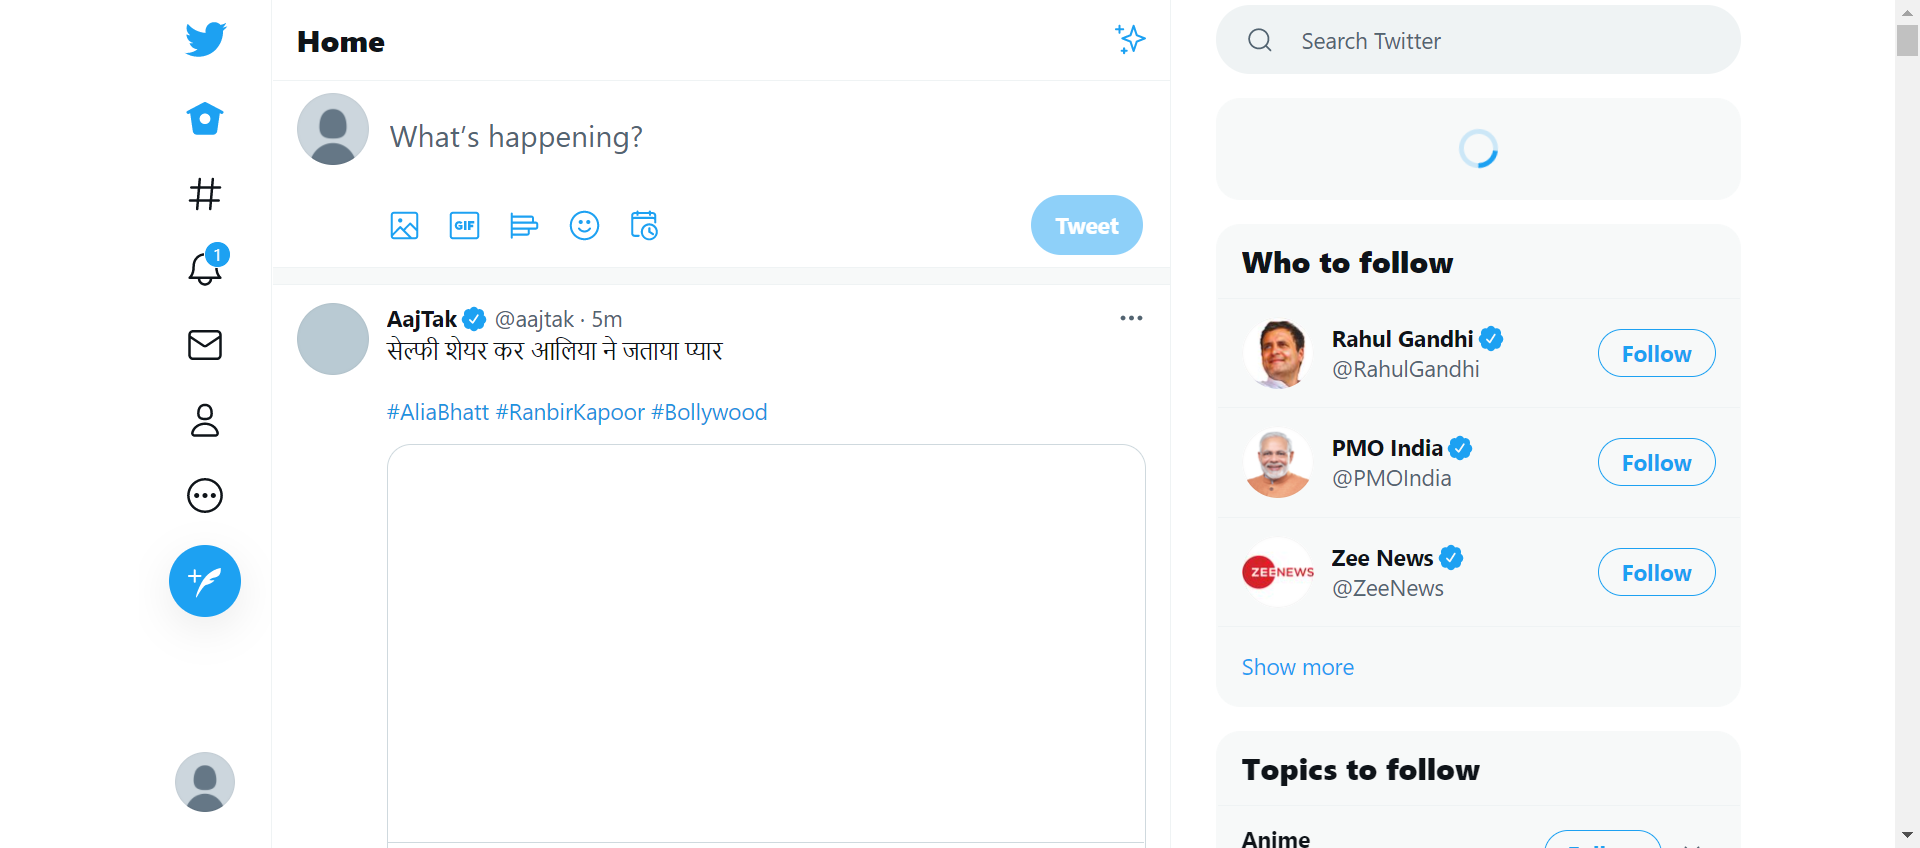 Home
Search Twitter
What's happening?
GIF
Tweet
1
AajTak @aajtak · 5m
सेल्फी शेयर कर आलिया ने जताया प्यार
#AliaBhatt #RanbirKapoor #Bollywood
Who to follow
Rahul Gandhi
@RahulGandhi
Follow
PMO India
@PMOIndia
Follow
ZEE NEWS
Zee News
@ZeeNews
Follow
Show more
Topics to follow
Anime